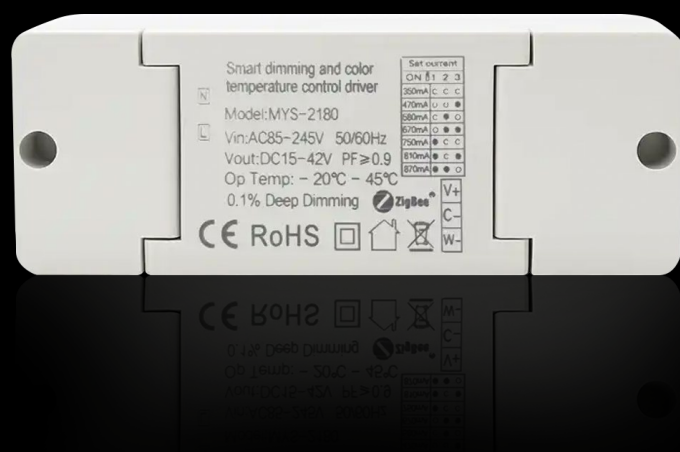 Smart dimming and color
temperature control driver
Model:MYS-2180
Vin:AC85-245V 50/60Hz
Vout:DC15-42V PF≥0.9
Op Temp: - 20℃ - 45℃
0.1% Deep Dimming ZigBee
CE RoHS
N
L
Set current
ON 1 2 3
350mA
470mA
580mA
670mA
750mA
810mA
870mA
V+
C-
W-